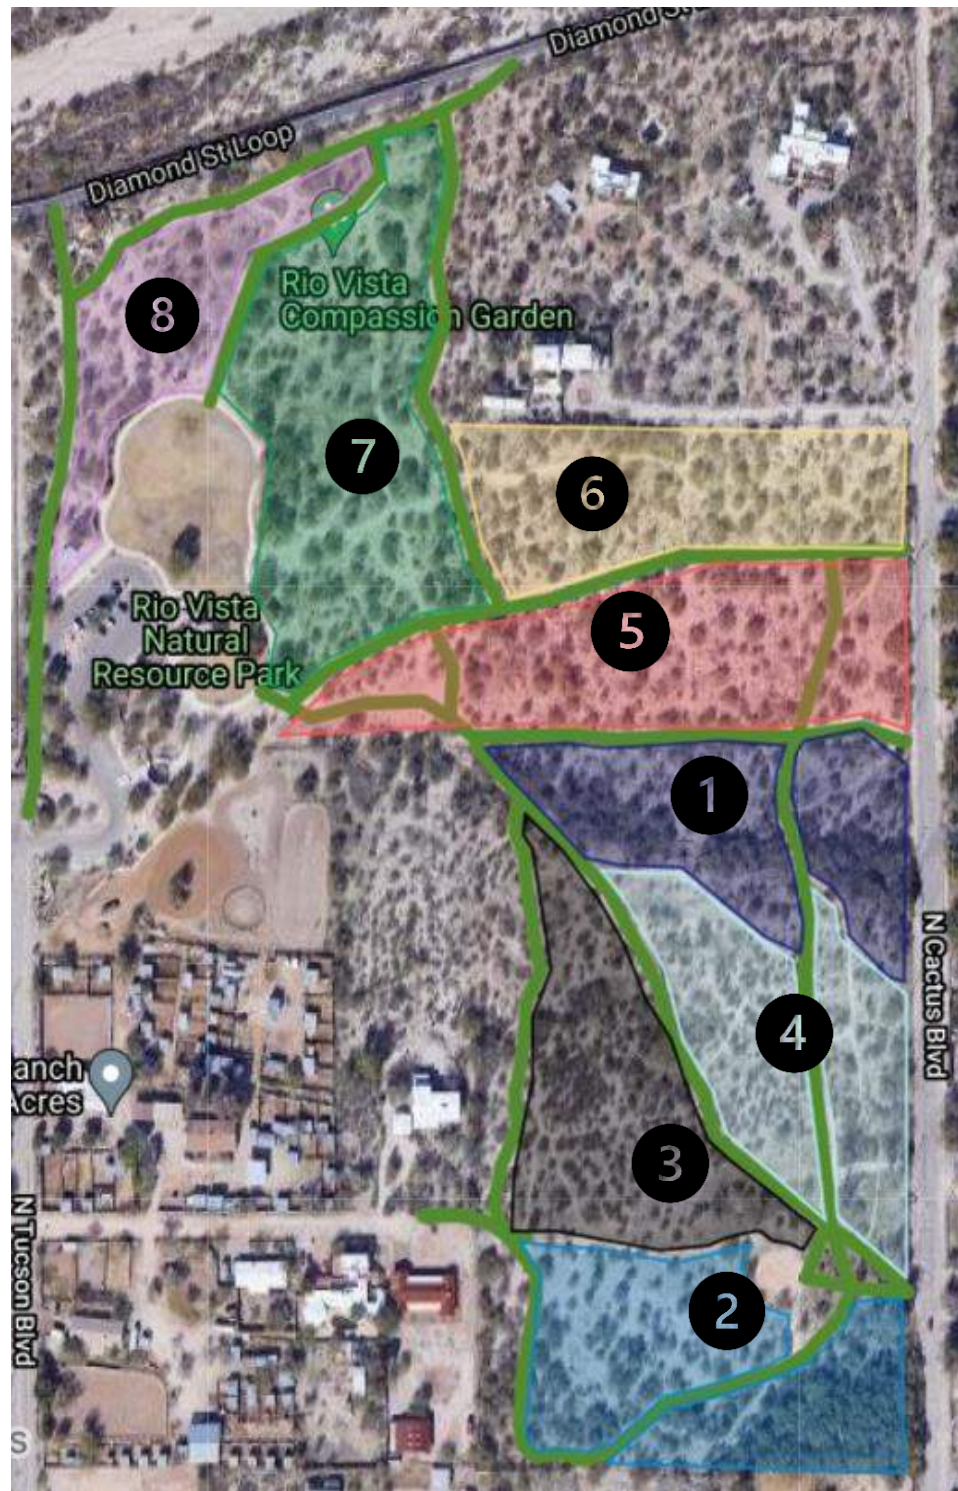 Diamond St L
Diamond St Loop
8
Rio Vista
Compassion Garden
7
6
Rio Vista
Natural
Resource Park
5
1
N Cactus Blvd
4
anch
Acres
3
N Tucson Blvd
2
S